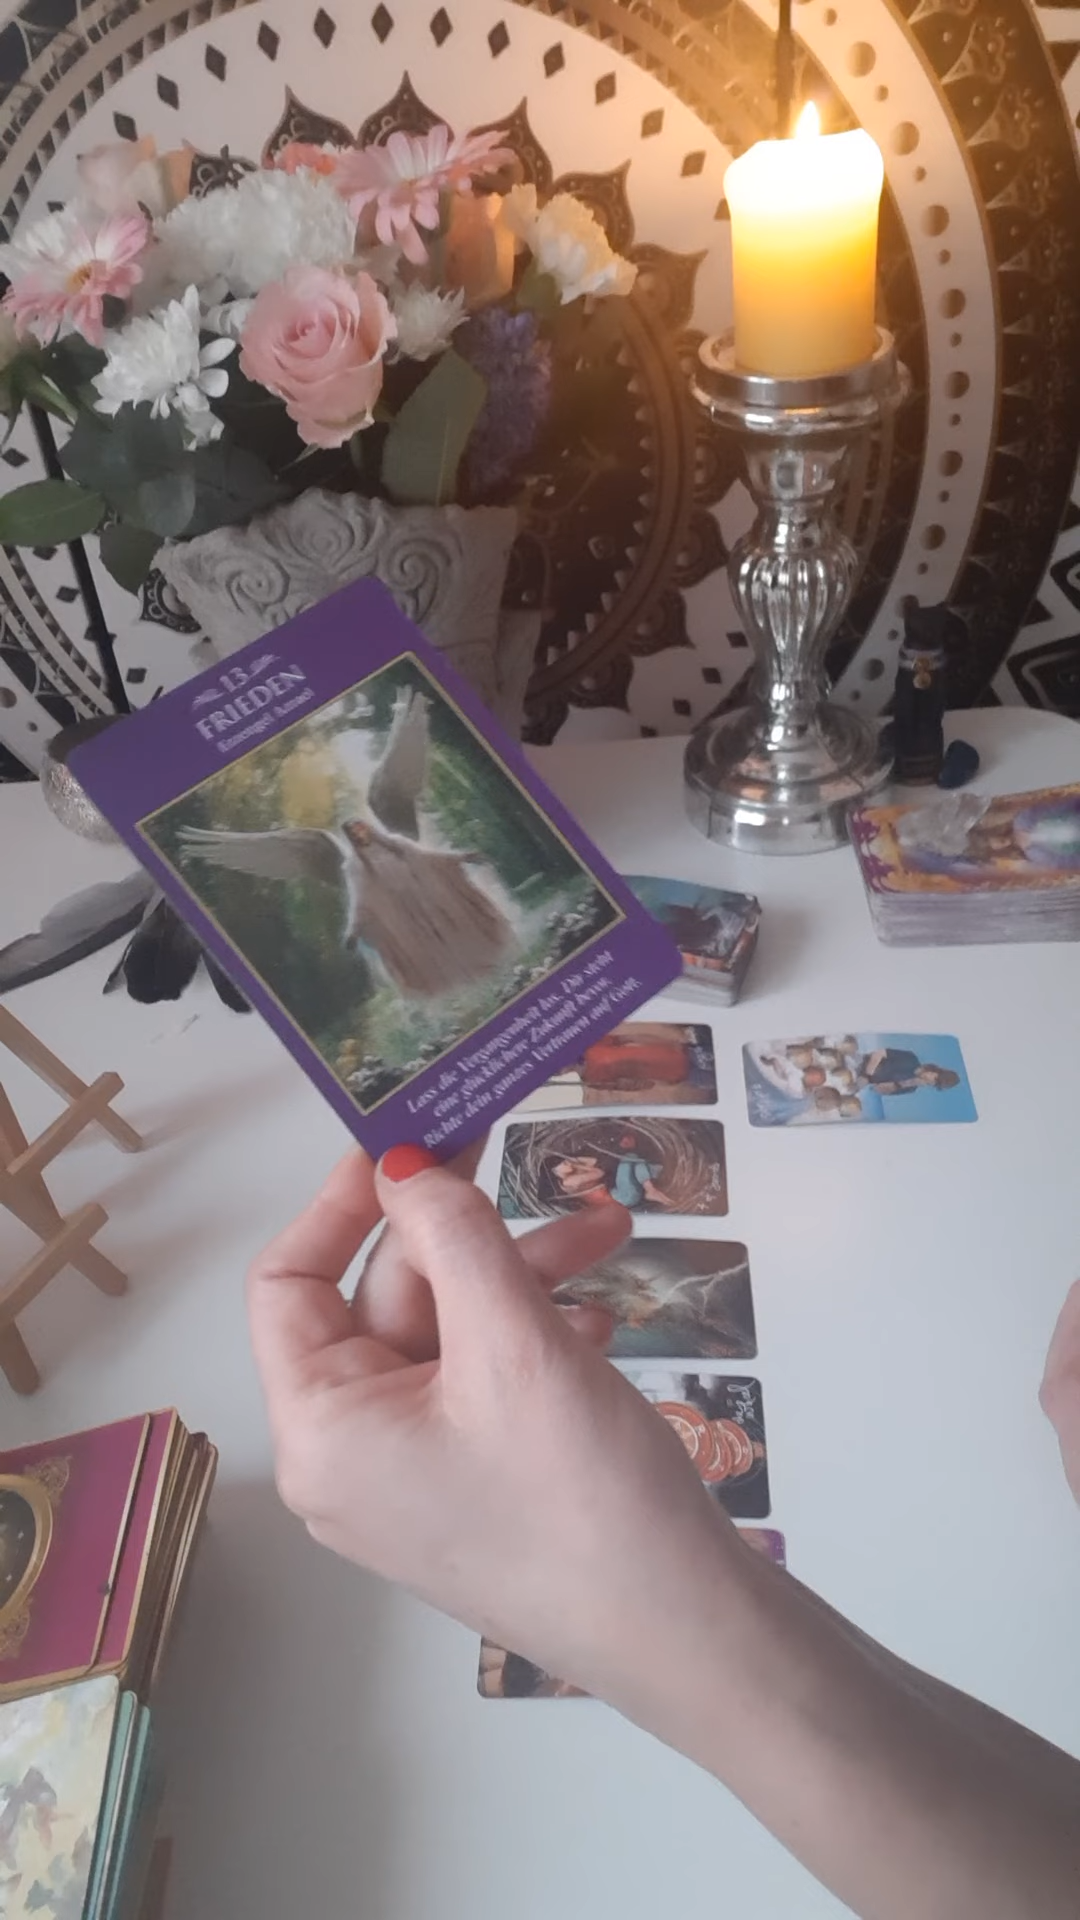 13
FRIEDEN
Erzengel
Lass die Vergangenheit los. Dir steht
eine glücklichere Zukunft bevor.
Richte dein ganzes Vertrauen auf Gott.